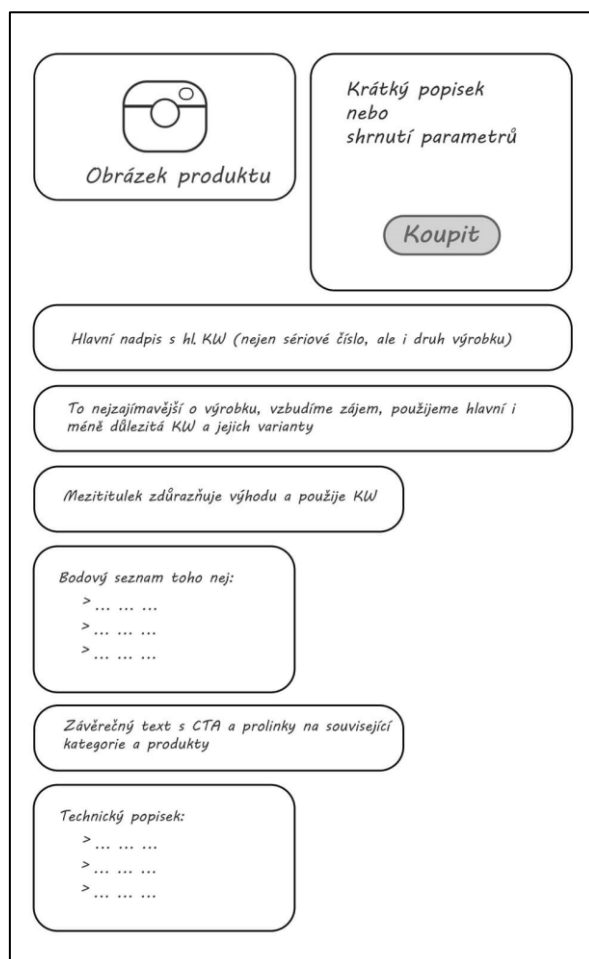 Obrázek produktu
Krátký popisek
nebo
shrnutí parametrů
Koupit
Hlavní nadpis s hl. KW (nejen sériové číslo, ale i druh výrobku)
To nejzajímavější o výrobku, vzbudíme zájem, použijeme hlavní i
méně důležitá KW a jejich varianty
Mezititulek zdůrazňuje výhodu a použije KW
Bodový seznam toho nej:
> ... ... ...
> ... ... ...
> ... ... ...
Závěrečný text s CTA a prolinky na související
kategorie a produkty
Technický popisek:
> ... ... ...
> ... ... ...
> ... ... ...